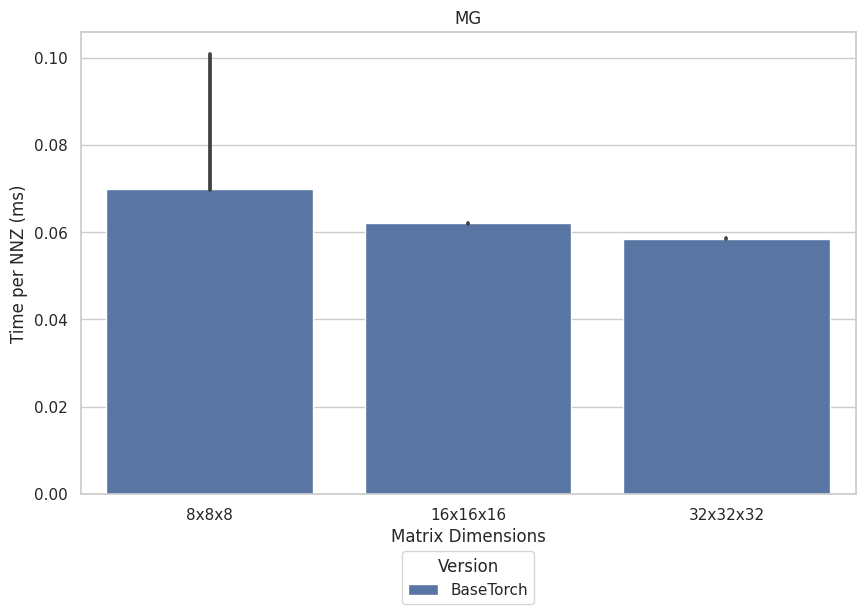 MG
Time per NNZ (ms)
0.10
0.08
0.06
0.04
0.02
0.00
8x8x8
16x16x16
32x32x32
Matrix Dimensions
Version
BaseTorch